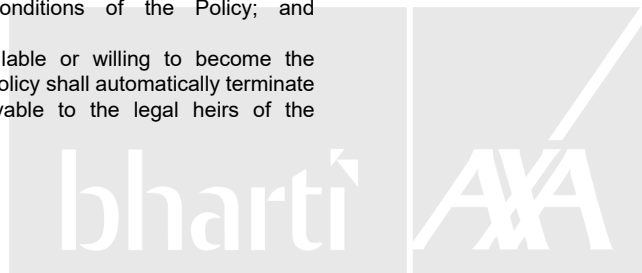 onditions of the Policy; and
lable or willing to become the
olicy shall automatically terminate
yable to the legal heirs of the
bharti AXA